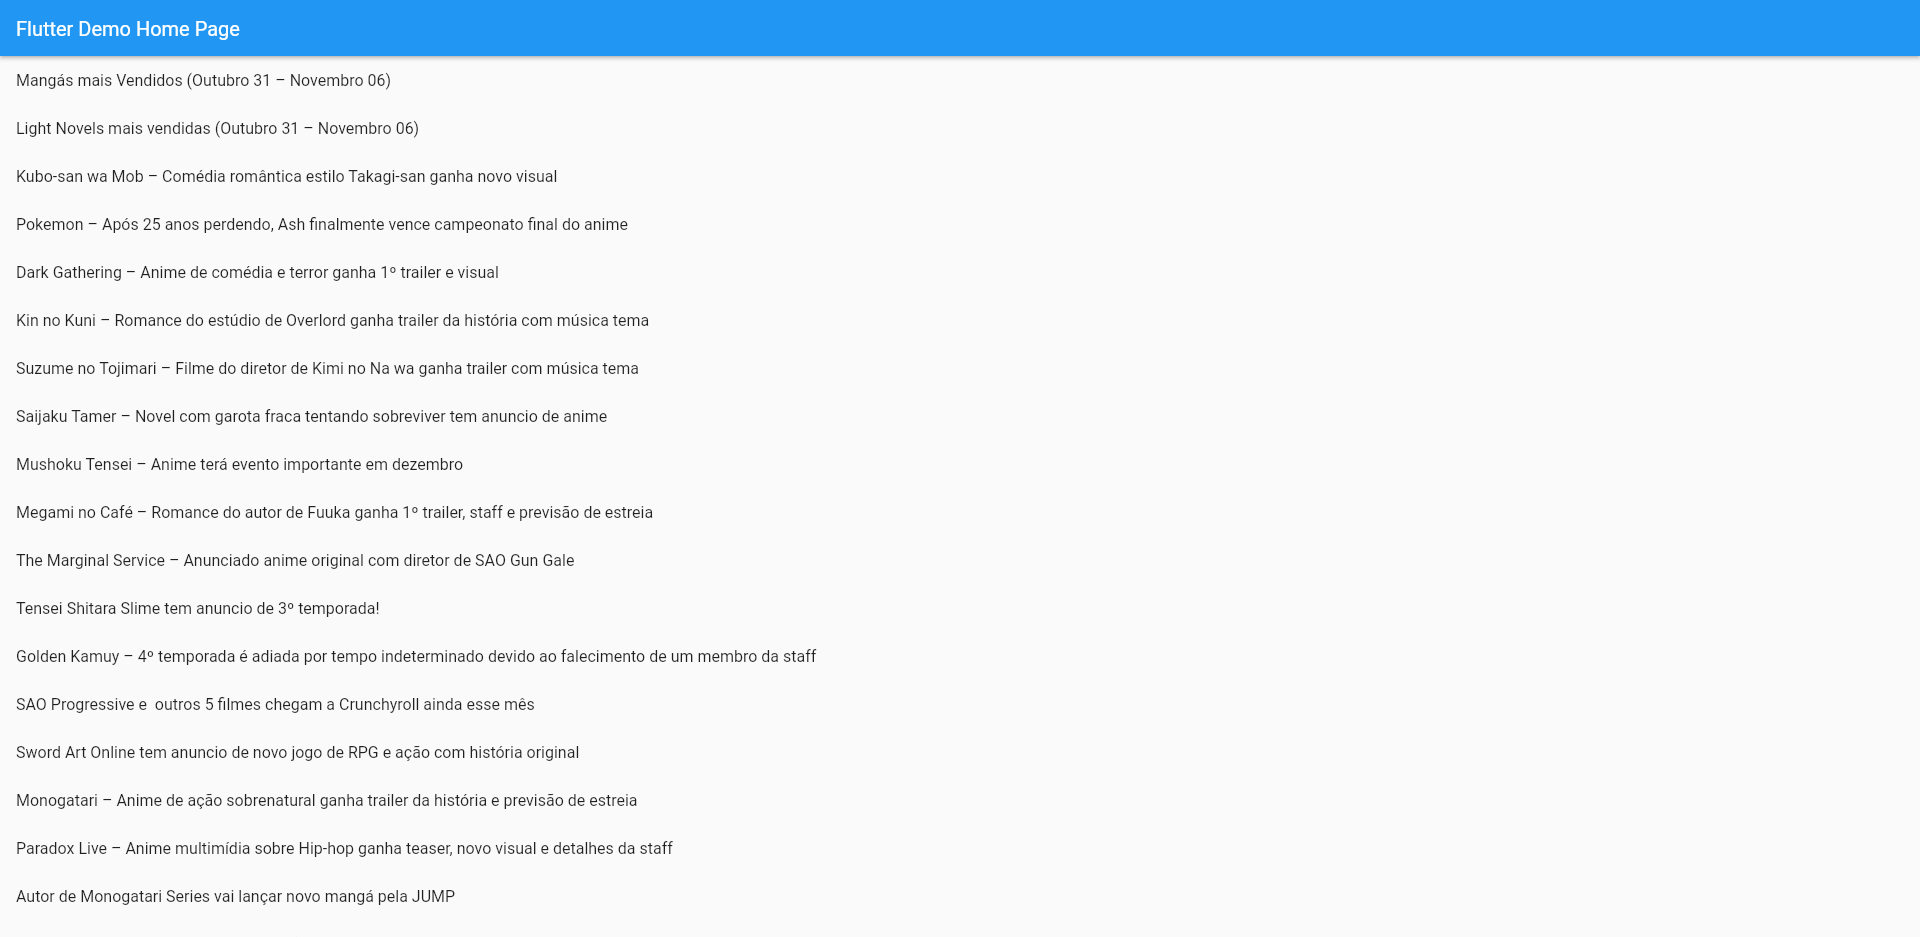 Flutter Demo Home Page
Mangás mais Vendidos (Outubro 31 – Novembro 06)
Light Novels mais vendidas (Outubro 31 – Novembro 06)
Kubo-san wa Mob – Comédia romântica estilo Takagi-san ganha novo visual
Pokemon – Após 25 anos perdendo, Ash finalmente vence campeonato final do anime
Dark Gathering – Anime de comédia e terror ganha 1º trailer e visual
Kin no Kuni – Romance do estúdio de Overlord ganha trailer da história com música tema
Suzume no Tojimari – Filme do diretor de Kimi no Na wa ganha trailer com música tema
Saijaku Tamer – Novel com garota fraca tentando sobreviver tem anuncio de anime
Mushoku Tensei – Anime terá evento importante em dezembro
Megami no Café – Romance do autor de Fuuka ganha 1º trailer, staff e previsão de estreia
The Marginal Service – Anunciado anime original com diretor de SAO Gun Gale
Tensei Shitara Slime tem anuncio de 3º temporada!
Golden Kamuy – 4º temporada é adiada por tempo indeterminado devido ao falecimento de um membro da staff
SAO Progressive e  outros 5 filmes chegam a Crunchyroll ainda esse mês
Sword Art Online tem anuncio de novo jogo de RPG e ação com história original
Monogatari – Anime de ação sobrenatural ganha trailer da história e previsão de estreia
Paradox Live – Anime multimídia sobre Hip-hop ganha teaser, novo visual e detalhes da staff
Autor de Monogatari Series vai lançar novo mangá pela JUMP